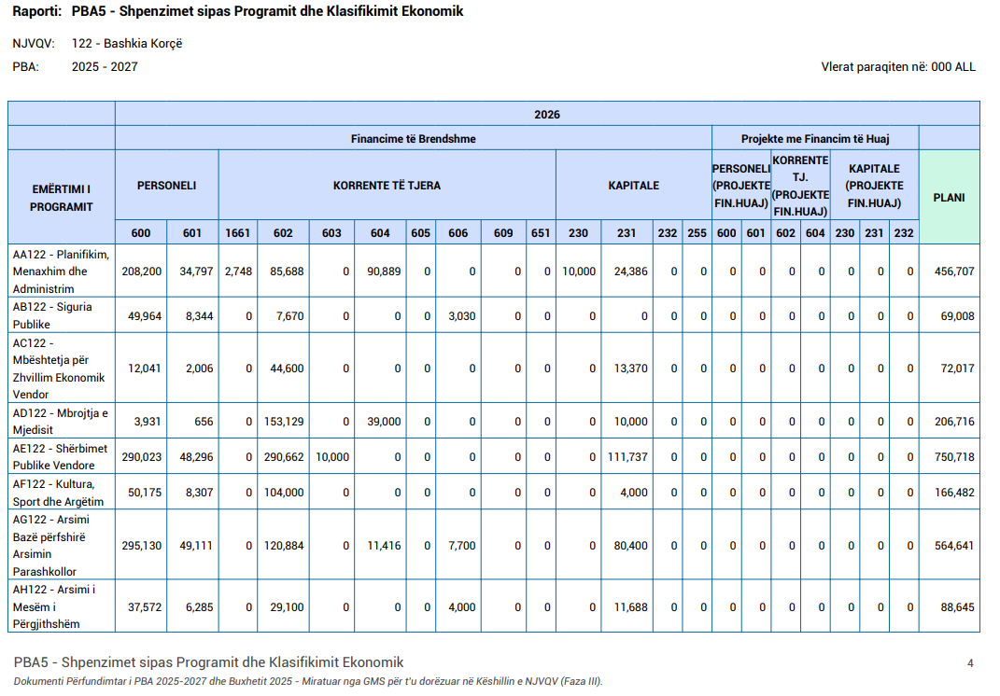 Raporti: PBA5 - Shpenzimet sipas Programit dhe Klasifikimit Ekonomik
NJVQV: 122 - Bashkia Korçë
PBA: 2025 - 2027
Vlerat paraqiten në: 000 ALL
2026
Financime të Brendshme Projekte me Financim të Huaj
EMËRTIMI I PROGRAMIT PERSONELI KORRENTE TË TJERA KAPITALE PERSONELI (PROJEKTE FIN.HUAJ) KORRENTE TJ. (PROJEKTE FIN.HUAJ) KAPITALE (PROJEKTE FIN.HUAJ) PLANI
600 601 1661 602 603 604 605 606 609 651 230 231 232 255 600 601 602 604 230 231 232
AA122 - Planifikim,
Menaxhim dhe
Administrim
208,200 34,797 2,748 85,688 0 90,889 0 0 0 0 10,000 24,386 0 0 0 0 0 0 0 0 0 456,707
AB122 - Siguria
Publike
49,964 8,344 0 7,670 0 0 0 3,030 0 0 0 0 0 0 0 0 0 0 0 0 0 69,008
AC122 -
Mbështetja për
Zhvillim Ekonomik
Vendor
12,041 2,006 0 44,600 0 0 0 0 0 0 0 13,370 0 0 0 0 0 0 0 0 0 72,017
AD122 - Mbrojtja e
Mjedisit
3,931 656 0 153,129 0 39,000 0 0 0 0 0 10,000 0 0 0 0 0 0 0 0 0 206,716
AE122 - Shërbimet
Publike Vendore
290,023 48,296 0 290,662 10,000 0 0 0 0 0 0 111,737 0 0 0 0 0 0 0 0 0 750,718
AF122 - Kultura,
Sport dhe Argëtim
50,175 8,307 0 104,000 0 0 0 0 0 0 0 4,000 0 0 0 0 0 0 0 0 0 166,482
AG122 - Arsimi
Bazë përfshirë
Arsimin
Parashkollor
295,130 49,111 0 120,884 0 11,416 0 7,700 0 0 0 80,400 0 0 0 0 0 0 0 0 0 564,641
AH122 - Arsimi i
Mesëm i
Përgjithshëm
37,572 6,285 0 29,100 0 0 0 4,000 0 0 0 11,688 0 0 0 0 0 0 0 0 0 88,645
PBA5 - Shpenzimet sipas Programit dhe Klasifikimit Ekonomik
4
Dokumenti Përfundimtar i PBA 2025-2027 dhe Buxhetit 2025 - Miratuar nga GMS për t'u dorëzuar në Këshillin e NJVQV (Faza III).